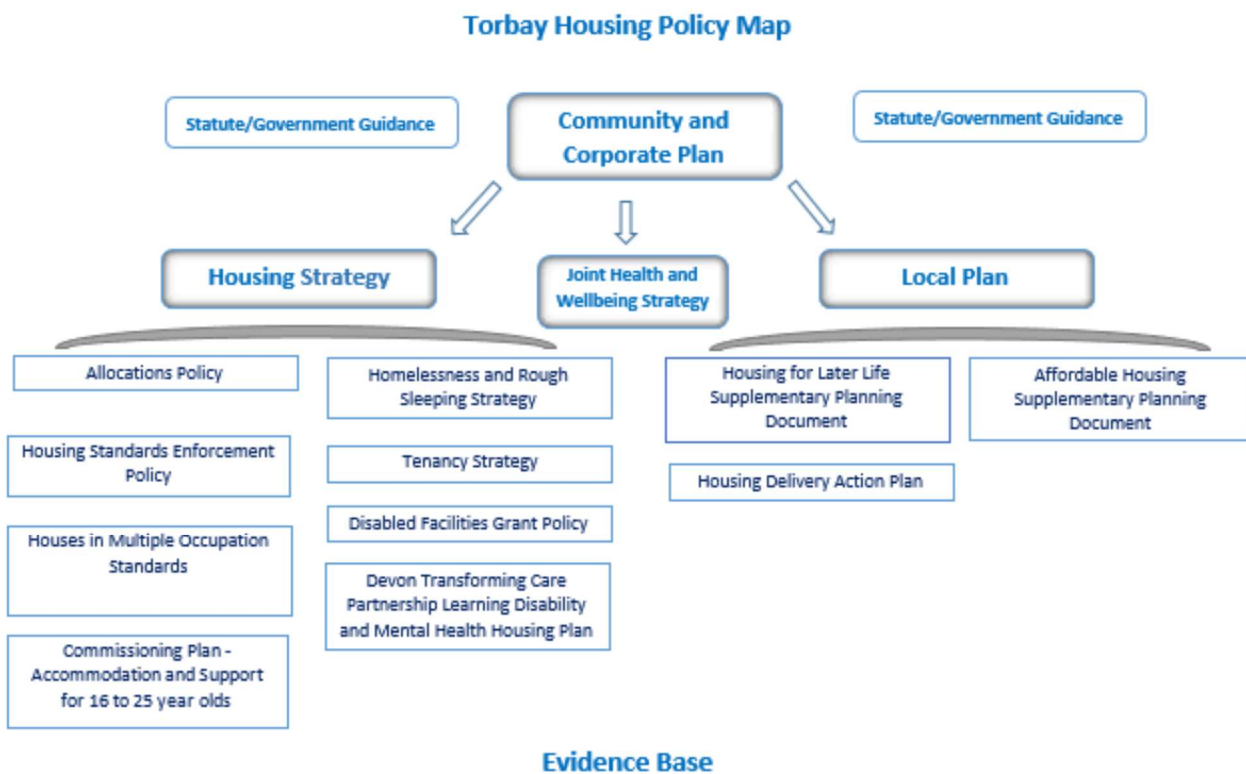 Torbay Housing Policy Map
Statute/Government Guidance
Community and
Corporate Plan
Statute/Government Guidance
Housing Strategy
Joint Health and
Wellbeing Strategy
Local Plan
Allocations Policy
Homelessness and Rough
Sleeping Strategy
Housing for Later Life
Supplementary Planning
Document
Affordable Housing
Supplementary Planning
Document
Housing Standards Enforcement
Policy
Tenancy Strategy
Housing Delivery Action Plan
Houses in Multiple Occupation
Standards
Disabled Facilities Grant Policy
Devon Transforming Care
Partnership Learning Disability
and Mental Health Housing Plan
Commissioning Plan -
Accommodation and Support
for 16 to 25 year olds
Evidence Base